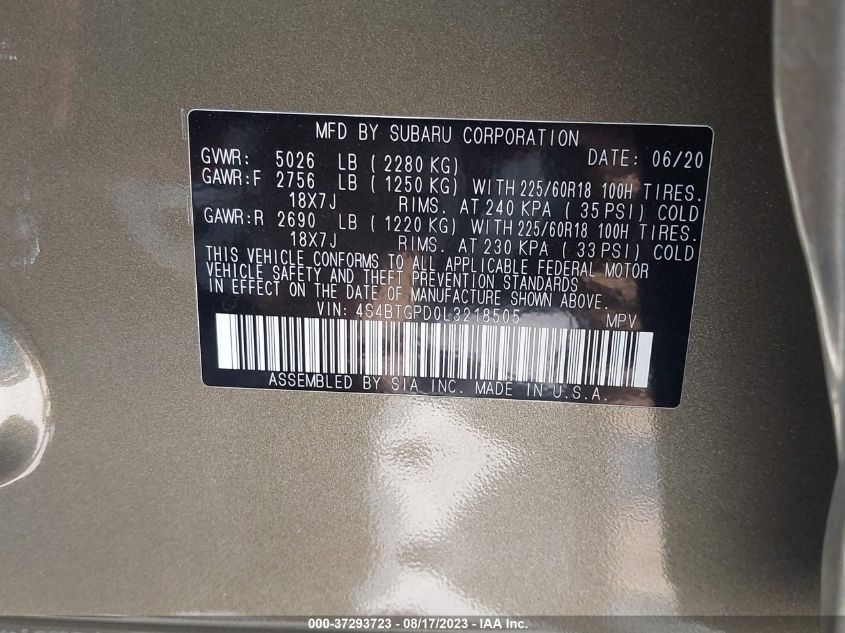 MFD BY SUBARU CORPORATION
GVWR: 5026 LB ( 2280 KG) DATE: 06/20
GAWR:F 2756 LB ( 1250 KG) WITH 225/60R18 100H TIRES.
18X7J RIMS. AT 240 KPA ( 35 PSI) COLD
GAWR:R 2690 LB ( 1220 KG) WITH 225/60R18 100H TIRES.
18X7J RIMS. AT 230 KPA ( 33 PSI) COLD
THIS VEHICLE CONFORMS TO ALL APPLICABLE FEDERAL MOTOR
VEHICLE SAFETY AND THEFT PREVENTION STANDARDS
IN EFFECT ON THE DATE OF MANUFACTURE SHOWN ABOVE.
VIN: 4S4BTGPD0L3218505 MPV
ASSEMBLED BY SIA INC. MADE IN U.S.A.
000-37293723 - 08/17/2023 - IAA Inc.